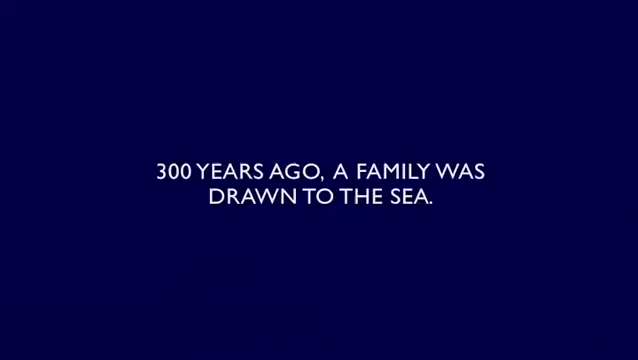 300 YEARS AGO, A FAMILY WAS
DRAWN TO THE SEA.